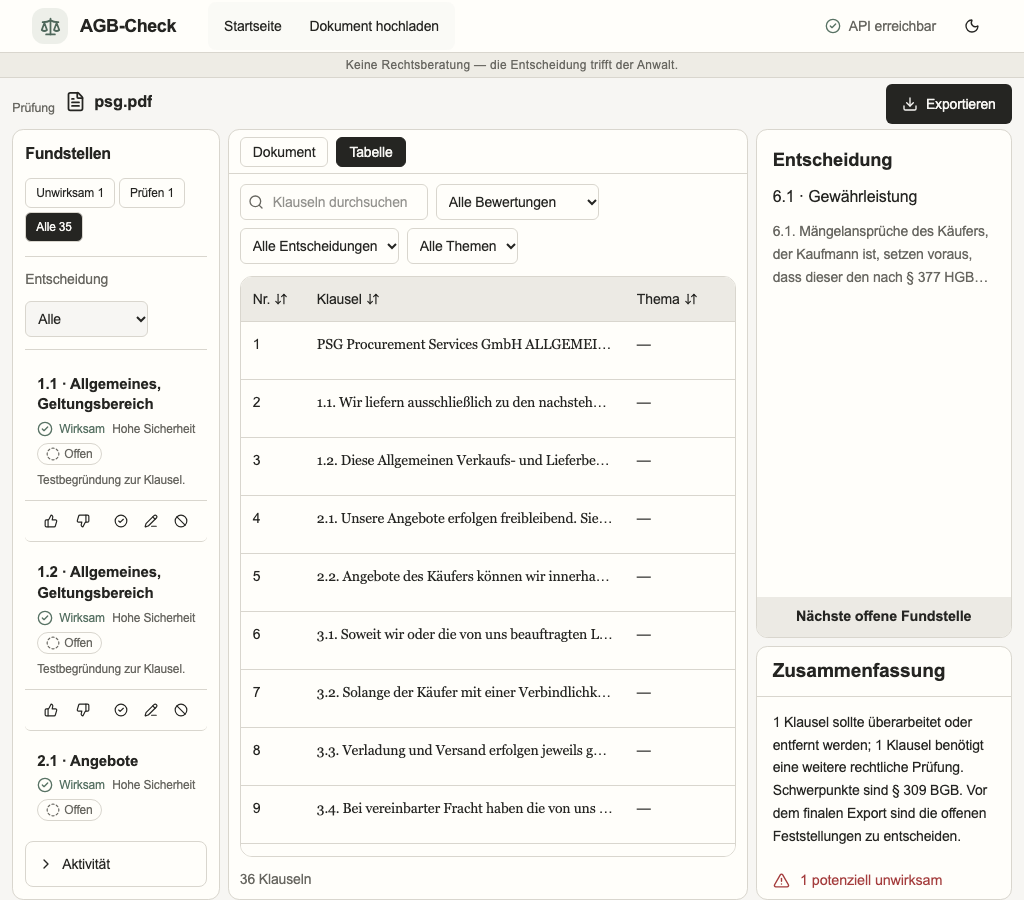 AGB-Check
Startseite
Dokument hochladen
API erreichbar
Keine Rechtsberatung — die Entscheidung trifft der Anwalt.
Prüfung
psg.pdf
Exportieren
Fundstellen
Unwirksam 1
Prüfen 1
Alle 35
Entscheidung
Alle
1.1 · Allgemeines,
Geltungsbereich
Wirksam Hohe Sicherheit
Offen
Testbegründung zur Klausel.
1.2 · Allgemeines,
Geltungsbereich
Wirksam Hohe Sicherheit
Offen
Testbegründung zur Klausel.
2.1 · Angebote
Wirksam Hohe Sicherheit
Offen
Aktivität
Dokument
Tabelle
Klauseln durchsuchen
Alle Bewertungen
Alle Entscheidungen
Alle Themen
Nr. Klausel Thema
1 PSG Procurement Services GmbH ALLGEMEI… —
2 1.1. Wir liefern ausschließlich zu den nachsteh… —
3 1.2. Diese Allgemeinen Verkaufs- und Lieferbe… —
4 2.1. Unsere Angebote erfolgen freibleibend. Sie… —
5 2.2. Angebote des Käufers können wir innerha… —
6 3.1. Soweit wir oder die von uns beauftragten L… —
7 3.2. Solange der Käufer mit einer Verbindlichk… —
8 3.3. Verladung und Versand erfolgen jeweils g… —
9 3.4. Bei vereinbarter Fracht haben die von uns … —
36 Klauseln
Entscheidung
6.1 · Gewährleistung
6.1. Mängelansprüche des Käufers,
der Kaufmann ist, setzen voraus,
dass dieser den nach § 377 HGB…
Nächste offene Fundstelle
Zusammenfassung
1 Klausel sollte überarbeitet oder
entfernt werden; 1 Klausel benötigt
eine weitere rechtliche Prüfung.
Schwerpunkte sind § 309 BGB. Vor
dem finalen Export sind die offenen
Feststellungen zu entscheiden.
1 potenziell unwirksam